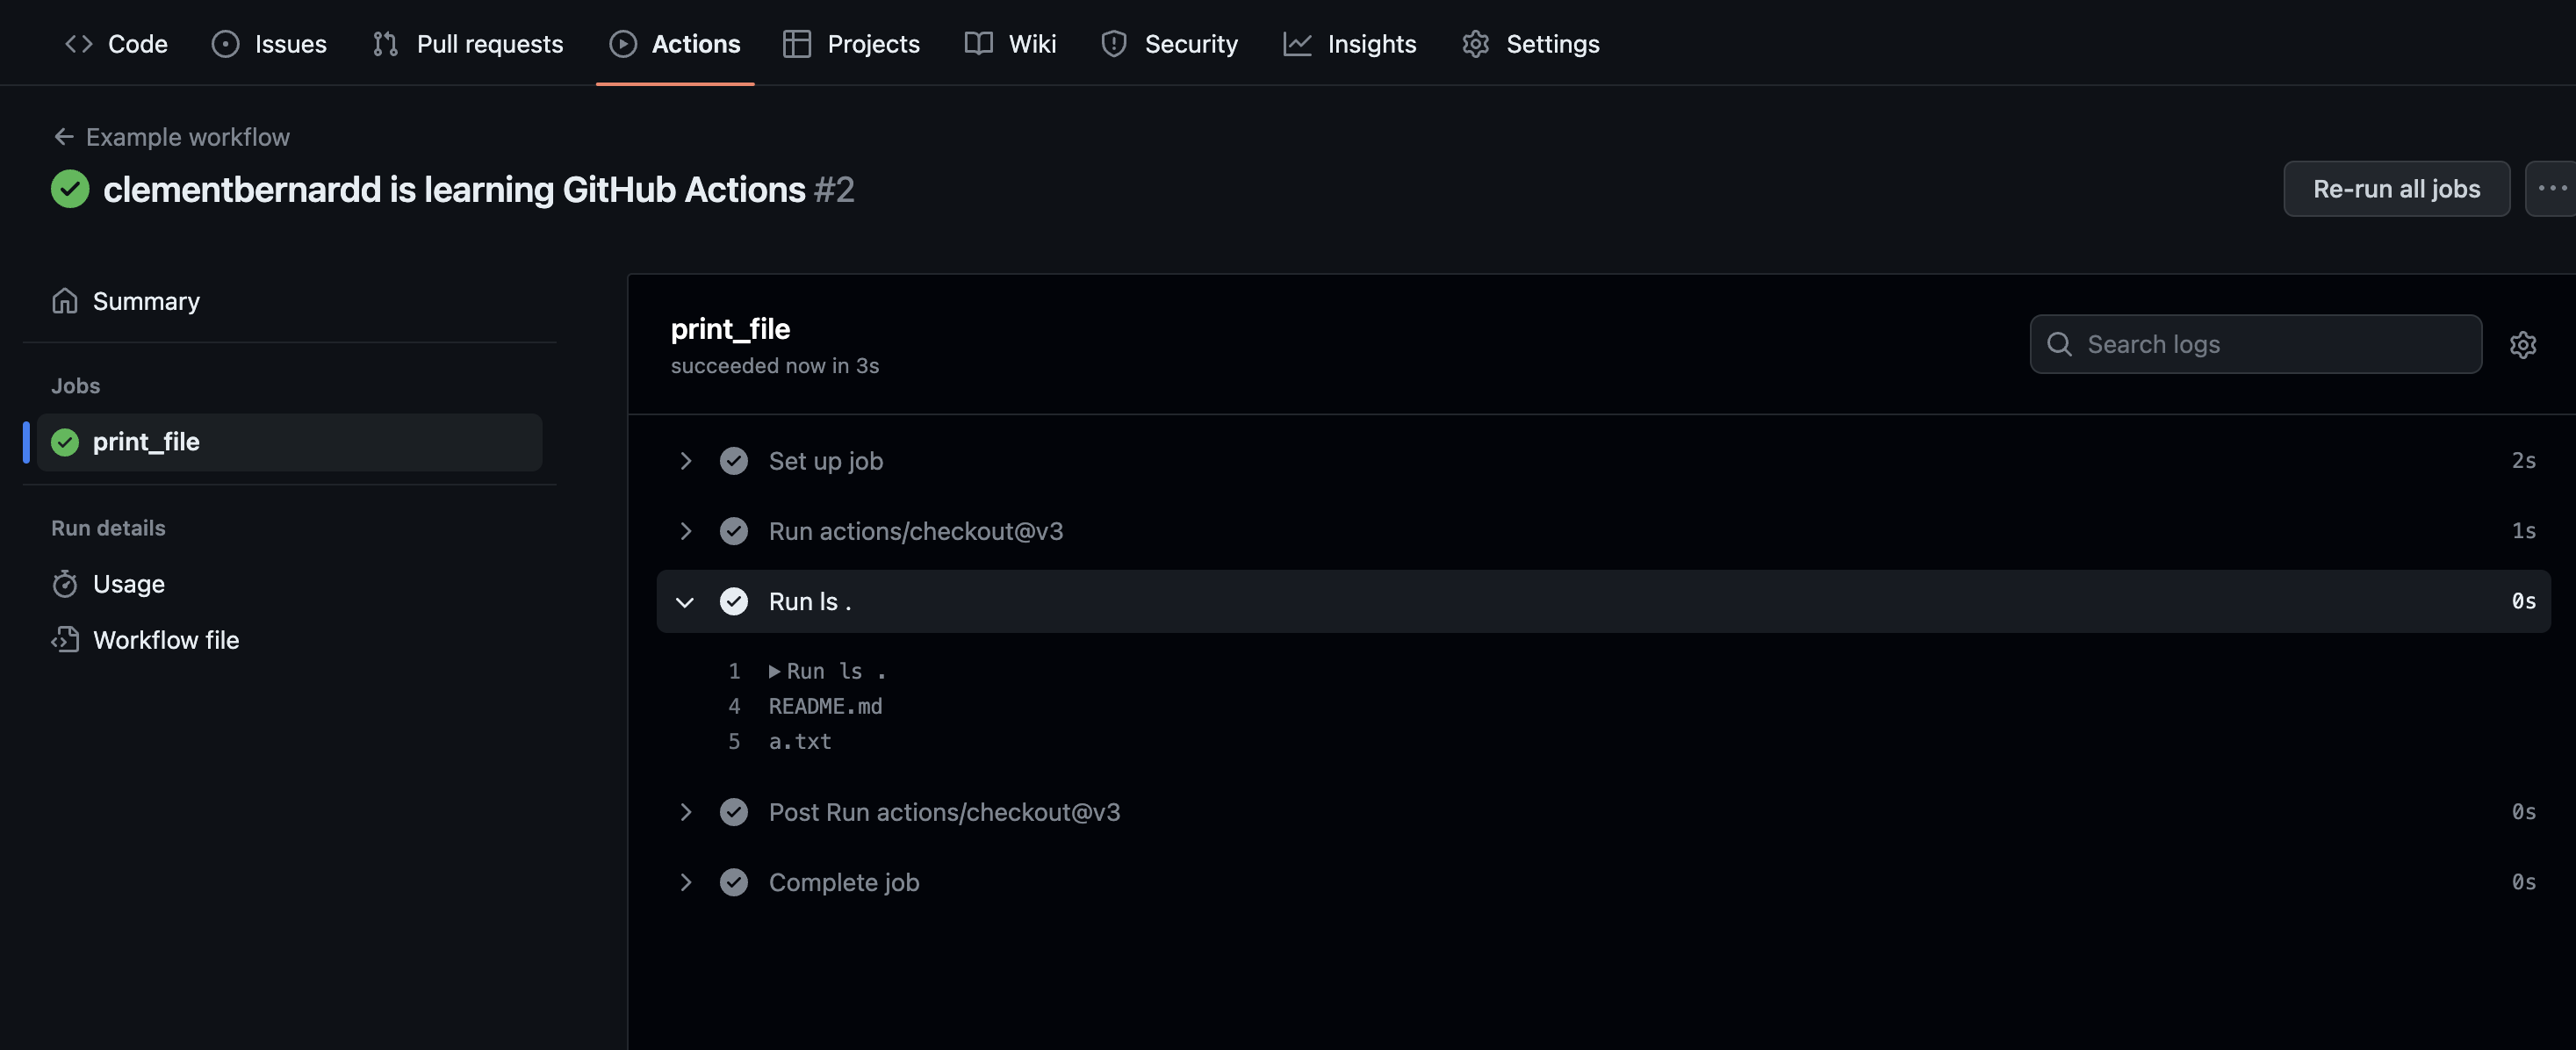 Code Issues Pull requests Actions Projects Wiki Security Insights Settings
Example workflow
clementbernardd is learning GitHub Actions #2
Re-run all jobs
Summary
Jobs
print_file
Run details
Usage
Workflow file
print_file
succeeded now in 3s
Search logs
Set up job 2s
Run actions/checkout@v3 1s
Run ls . 0s
1 Run ls .
4 README.md
5 a.txt
Post Run actions/checkout@v3 0s
Complete job 0s